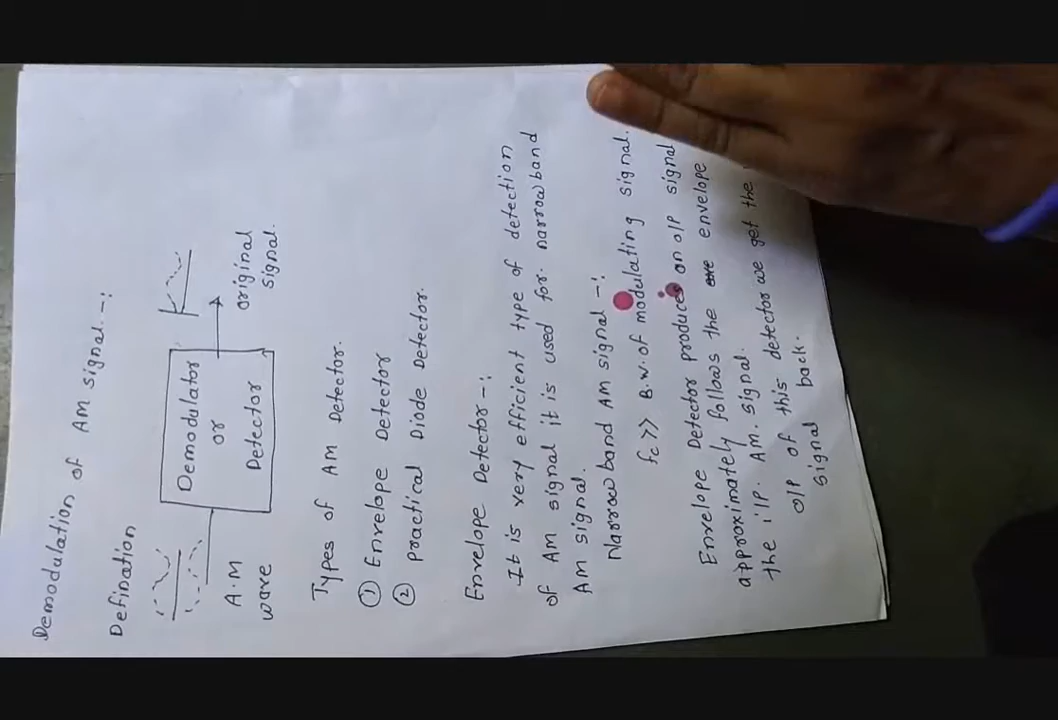 Demodulation of Am signal. -:
Defination
A.M wave
Demodulator
or
Detector
original
signal.
Types of AM Detector.
① Envelope Detector
② practical Diode Detector.
Envelope Detector -:
It is very efficient type of detection
of Am signal it is used for. narrowband
Am signal.
Narrowband Am signal -:
fc >> B.W. of modulating signal.
Envelope Detector produces an o/p signal
approximately follows the envelope
the i/p. Am. signal.
o/p of this detector we get the
signal back.